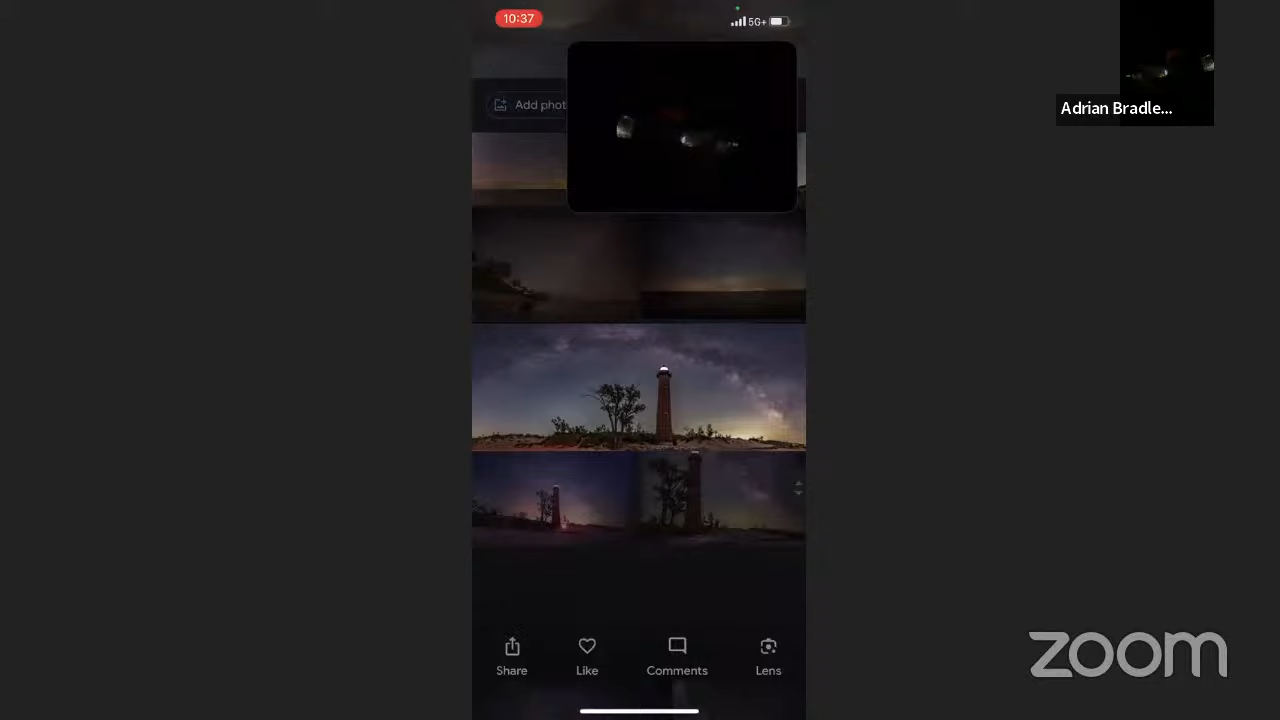 10:37
5G+
Add phot
Adrian Bradle...
Share
Like
Comments
Lens
zoom